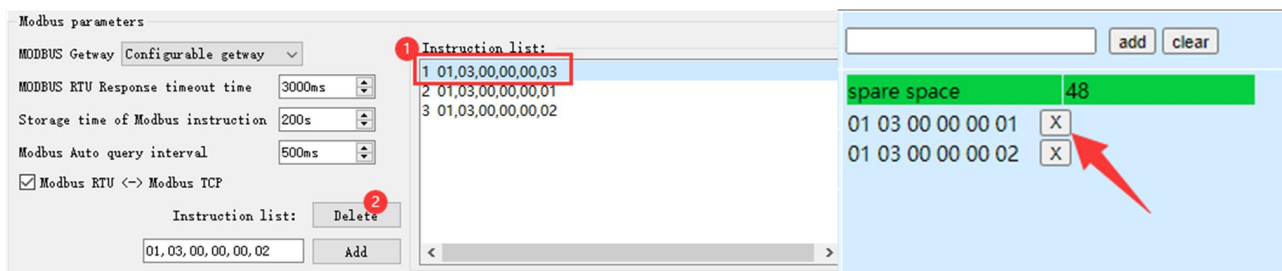 Modbus parameters
MODBUS Getway Configurable getway
MODBUS RTU Response timeout time 3000ms
Storage time of Modbus instruction 200s
Modbus Auto query interval 500ms
Modbus RTU <-> Modbus TCP
2
Instruction list: Delete
01,03,00,00,00,02 Add
1 Instruction list:
1 01,03,00,00,00,03
2 01,03,00,00,00,01
3 01,03,00,00,00,02
add clear
spare space 48
01 03 00 00 00 01 X
01 03 00 00 00 02 X